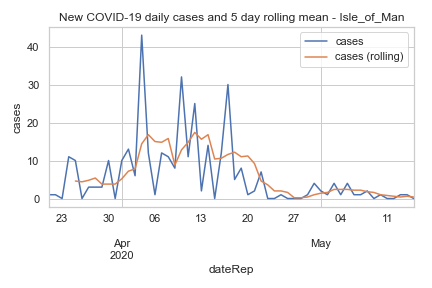 New COVID-19 daily cases and 5 day rolling mean - Isle_of_Man
cases
cases (rolling)
cases
40
30
20
10
0
23 30 06 13 20 27 04 11
Apr May
2020
dateRep